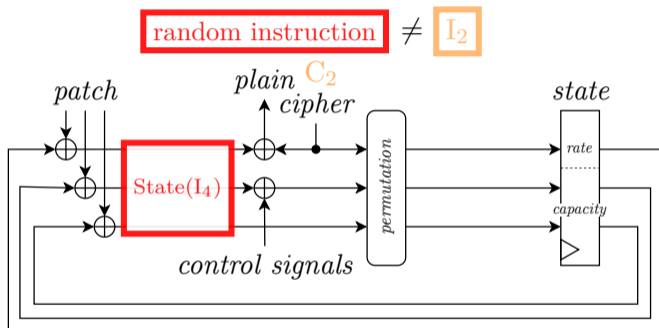 random instruction ≠ I₂
C₂
patch plain state
cipher
rate
State(I₄)
permutation
capacity
control signals